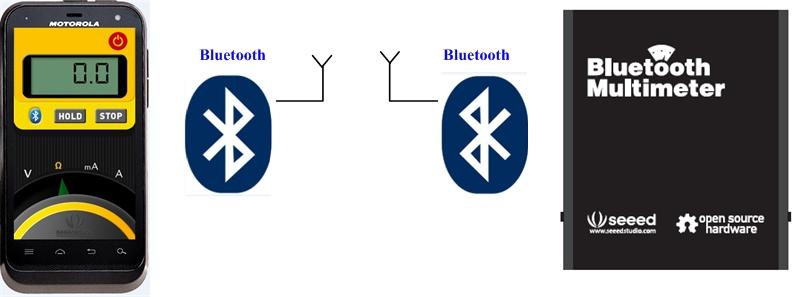 MOTOROLA
0.0
HOLD STOP
V Ω mA A
Bluetooth
Bluetooth
Bluetooth
Multimeter
seeed
www.seeedstudio.com
open source
hardware